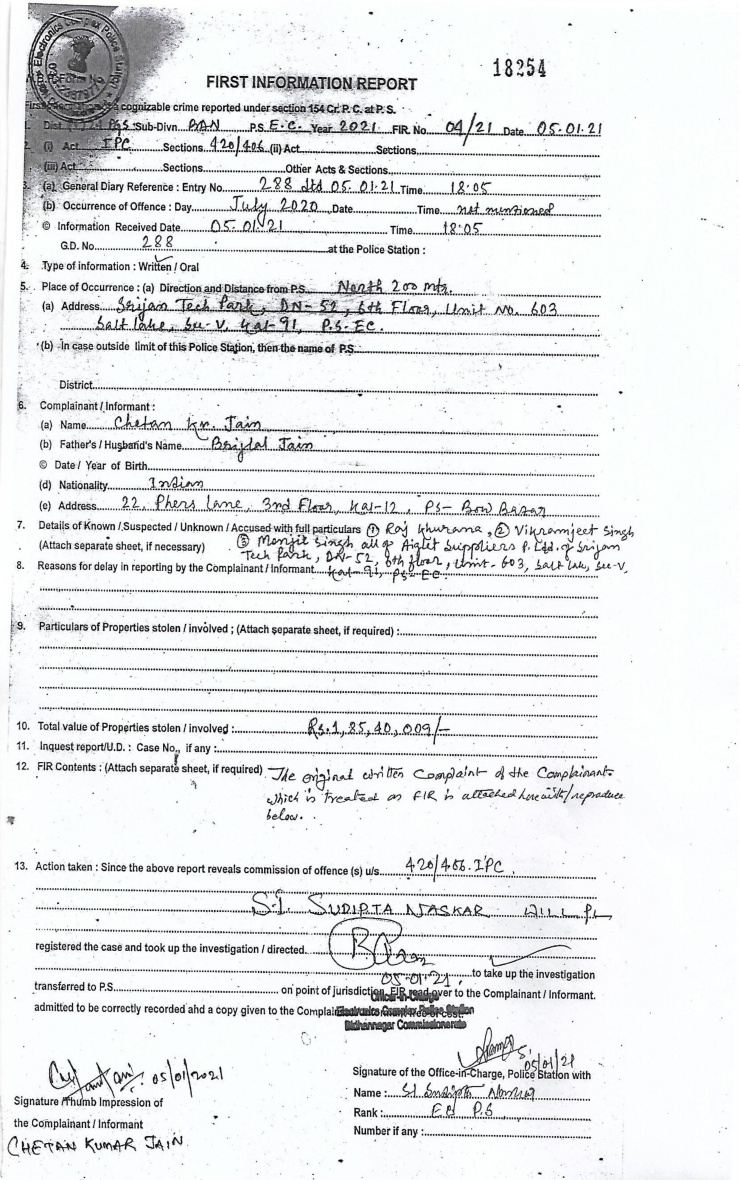 18254
Electronics Complex Police
FIRST INFORMATION REPORT
First Information of a cognizable crime reported under section 154 Cr. P. C. at P. S.
1. Dist. PGS Sub-Divn. BAN P.S. E.C. Year 2021 FIR. No. 04/21 Date 05.01.21
2. (i) Act IPC Sections 420/406 (ii) Act Sections
(iii) Act Sections Other Acts & Sections
3. (a) General Diary Reference : Entry No. 288 dtd 05.01.21 Time 18:05
(b) Occurrence of Offence : Day July 2020 Date Time not mentioned
© Information Received Date 05.01.21 Time 18:05
G.D. No. 288 at the Police Station :
4. Type of information : Written / Oral
5. Place of Occurrence : (a) Direction and Distance from P.S. North 200 mtr.
(a) Address Srijan Tech Park, DN-52, 6th Floor, Unit No. 603
Salt Lake, Sec-V, Kol-91, P.S-EC.
(b) In case outside limit of this Police Station, then the name of P.S.
District
6. Complainant / Informant :
(a) Name Chetan Kr. Jain
(b) Father's / Husband's Name Brijlal Jain
© Date / Year of Birth
(d) Nationality Indian
(e) Address 22, Phers Lane, 3rd Floor, Kol-12, PS- Bow Bazar
7. Details of Known / Suspected / Unknown / Accused with full particulars ① Raj Khurana, ② Vikramjeet Singh
(Attach separate sheet, if necessary) ③ Manjit Singh all of Aiglet Suppliers P. Ltd. of Srijan
Tech Park, DN-52, 6th floor, Unit-603, Salt Lake, Sec-V,
8. Reasons for delay in reporting by the Complainant / Informant Kol-91, PS-EC
9. Particulars of Properties stolen / involved ; (Attach separate sheet, if required) :
10. Total value of Properties stolen / involved : Rs. 1,25,40,009/-
11. Inquest report/U.D. : Case No., if any :
12. FIR Contents : (Attach separate sheet, if required) The original written Complaint of the Complainant
which is treated as FIR is attached herewith/reproduce
below.
13. Action taken : Since the above report reveals commission of offence (s) u/s. 420/406 IPC.
S.I. SUDIPTA NASKAR WILL PL
registered the case and took up the investigation / directed
05.01.21 to take up the investigation
transferred to P.S. on point of jurisdiction, FIR read over to the Complainant / Informant.
Officer-in-Charge
admitted to be correctly recorded and a copy given to the Complainant / Informant free of cost.
Electronics Complex Police Station
Bidhannagar Commissionerate
05/01/2021
05/01/21
Signature / Thumb Impression of
the Complainant / Informant
CHETAN KUMAR JAIN
Signature of the Office-in-Charge, Police Station with
Name : SI Sudipta Naskar
Rank : EC P.S
Number if any :